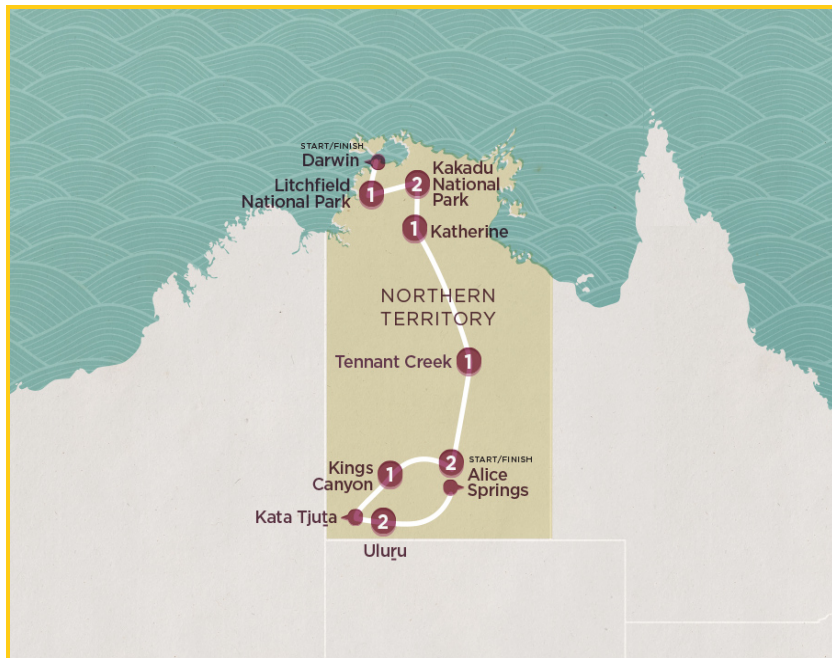 START/FINISH
Darwin
Litchfield
National Park
1
2
Kakadu
National
Park
1
Katherine
NORTHERN
TERRITORY
Tennant Creek
1
Kings
Canyon
1
2
START/FINISH
Alice
Springs
Kata Tjuṯa
2
Uluṟu